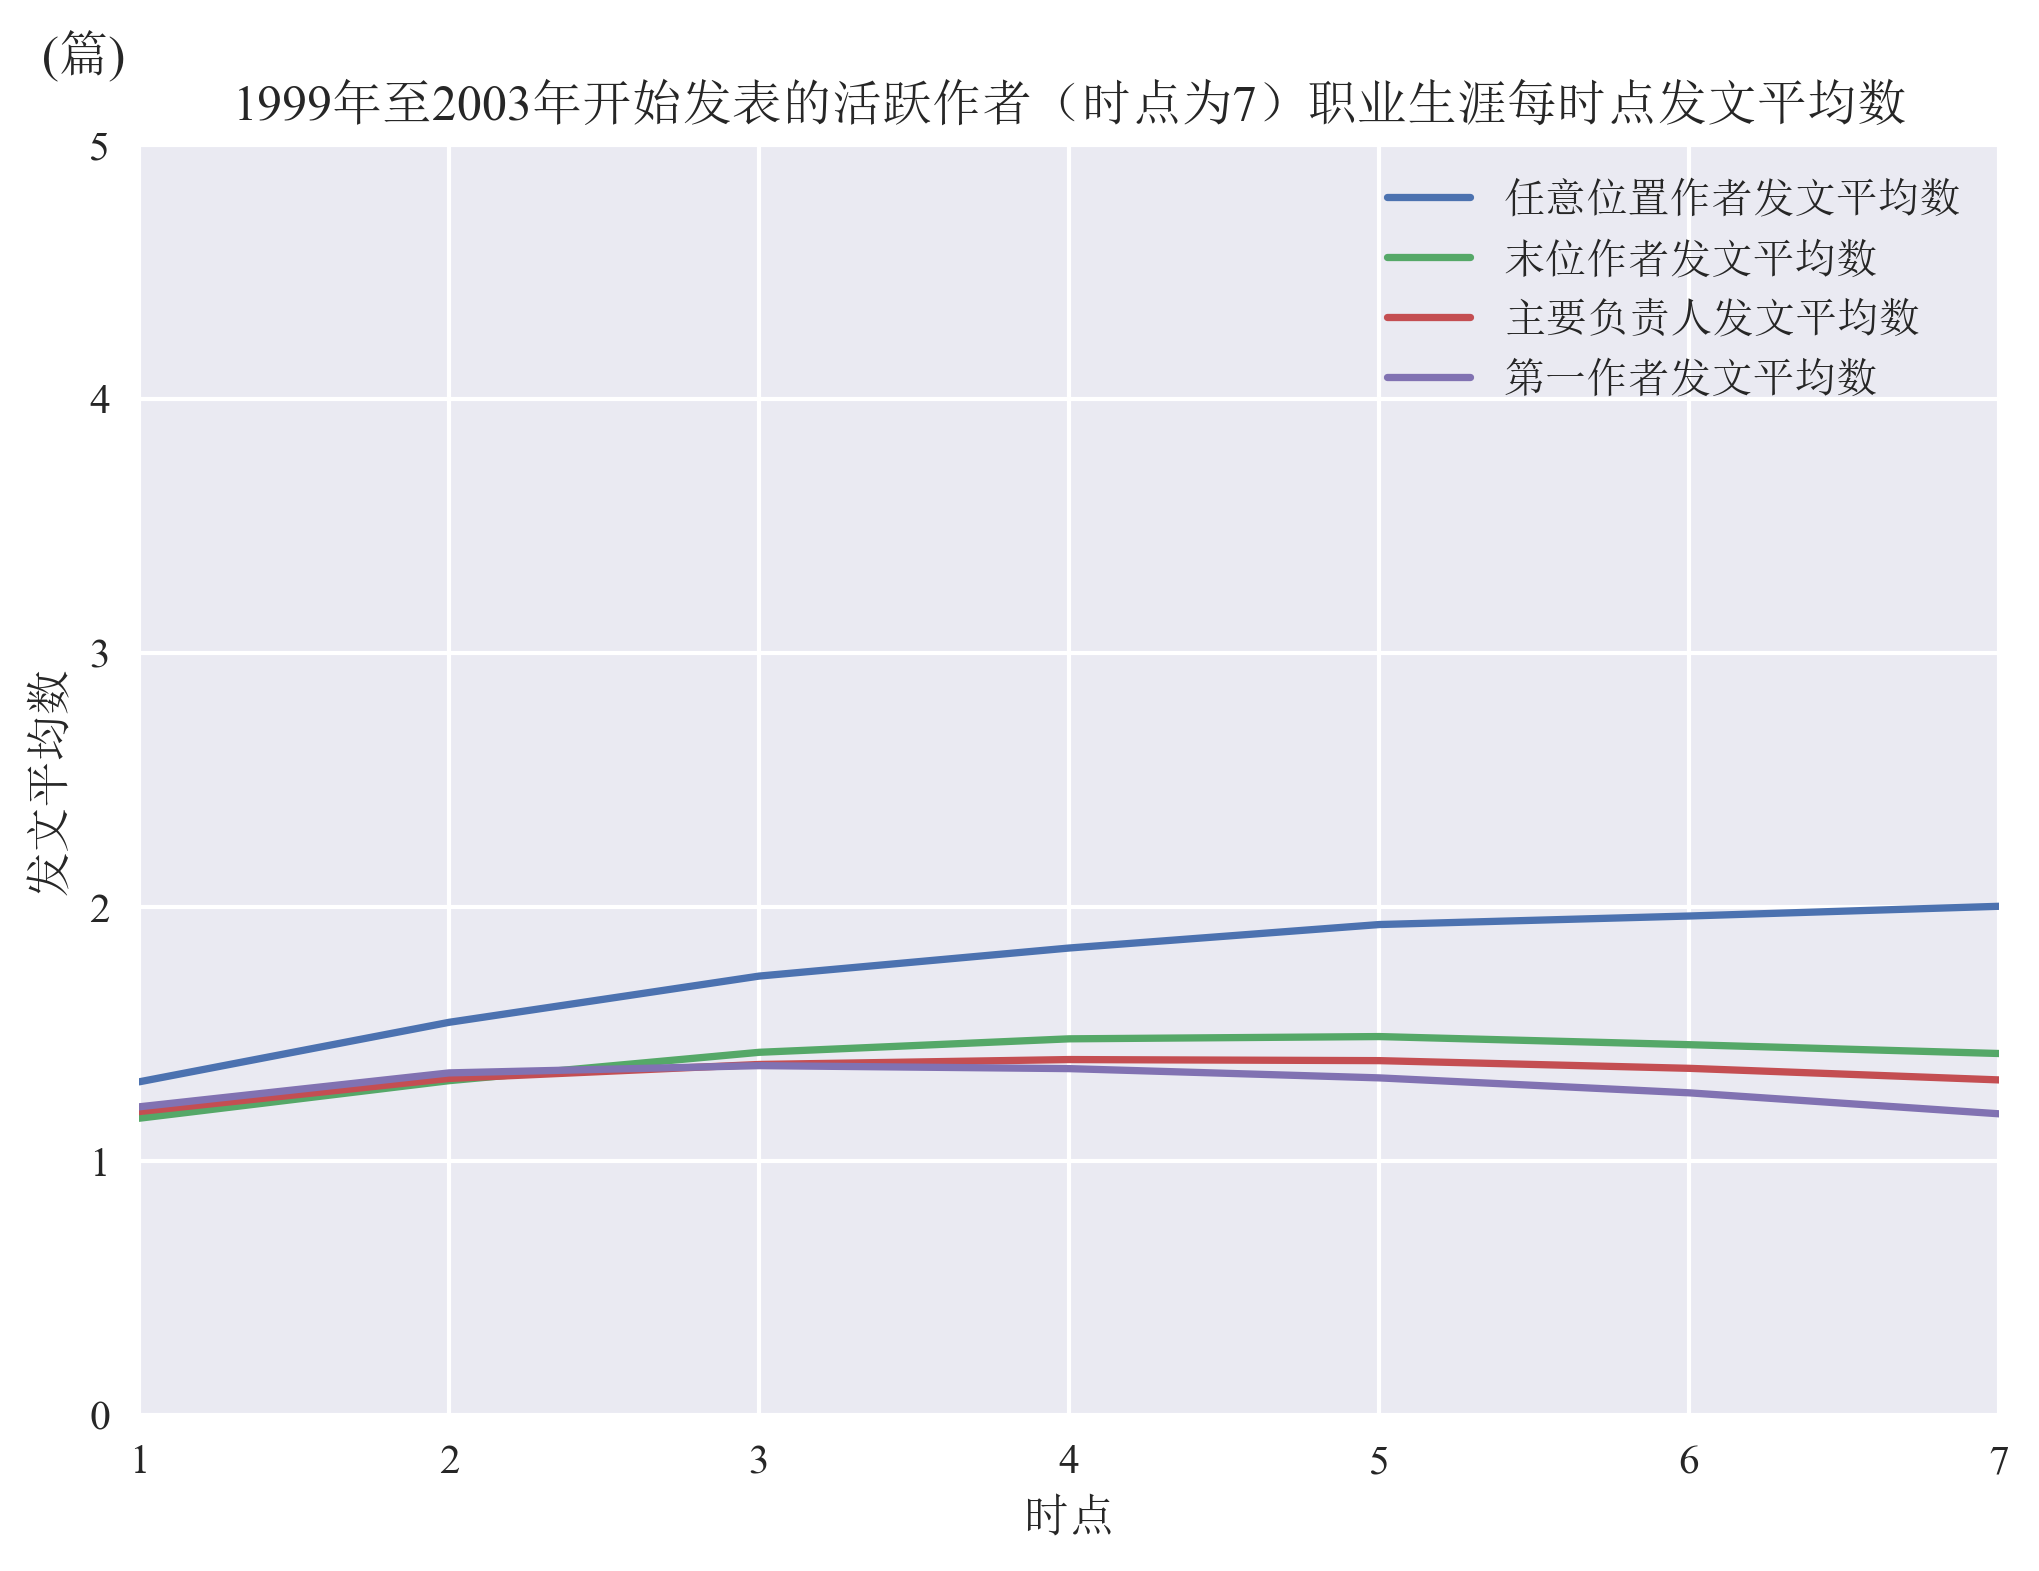 (篇)
1999年至2003年开始发表的活跃作者（时点为7）职业生涯每时点发文平均数
5
4
3
2
1
0
发文平均数
任意位置作者发文平均数
末位作者发文平均数
主要负责人发文平均数
第一作者发文平均数
1 2 3 4 5 6 7
时点